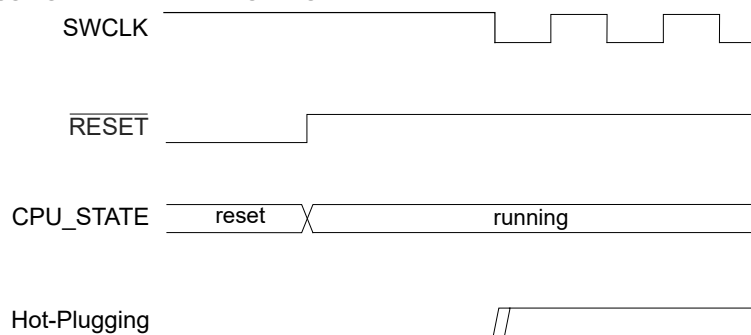 SWCLK
RESET
CPU_STATE
reset
running
Hot-Plugging